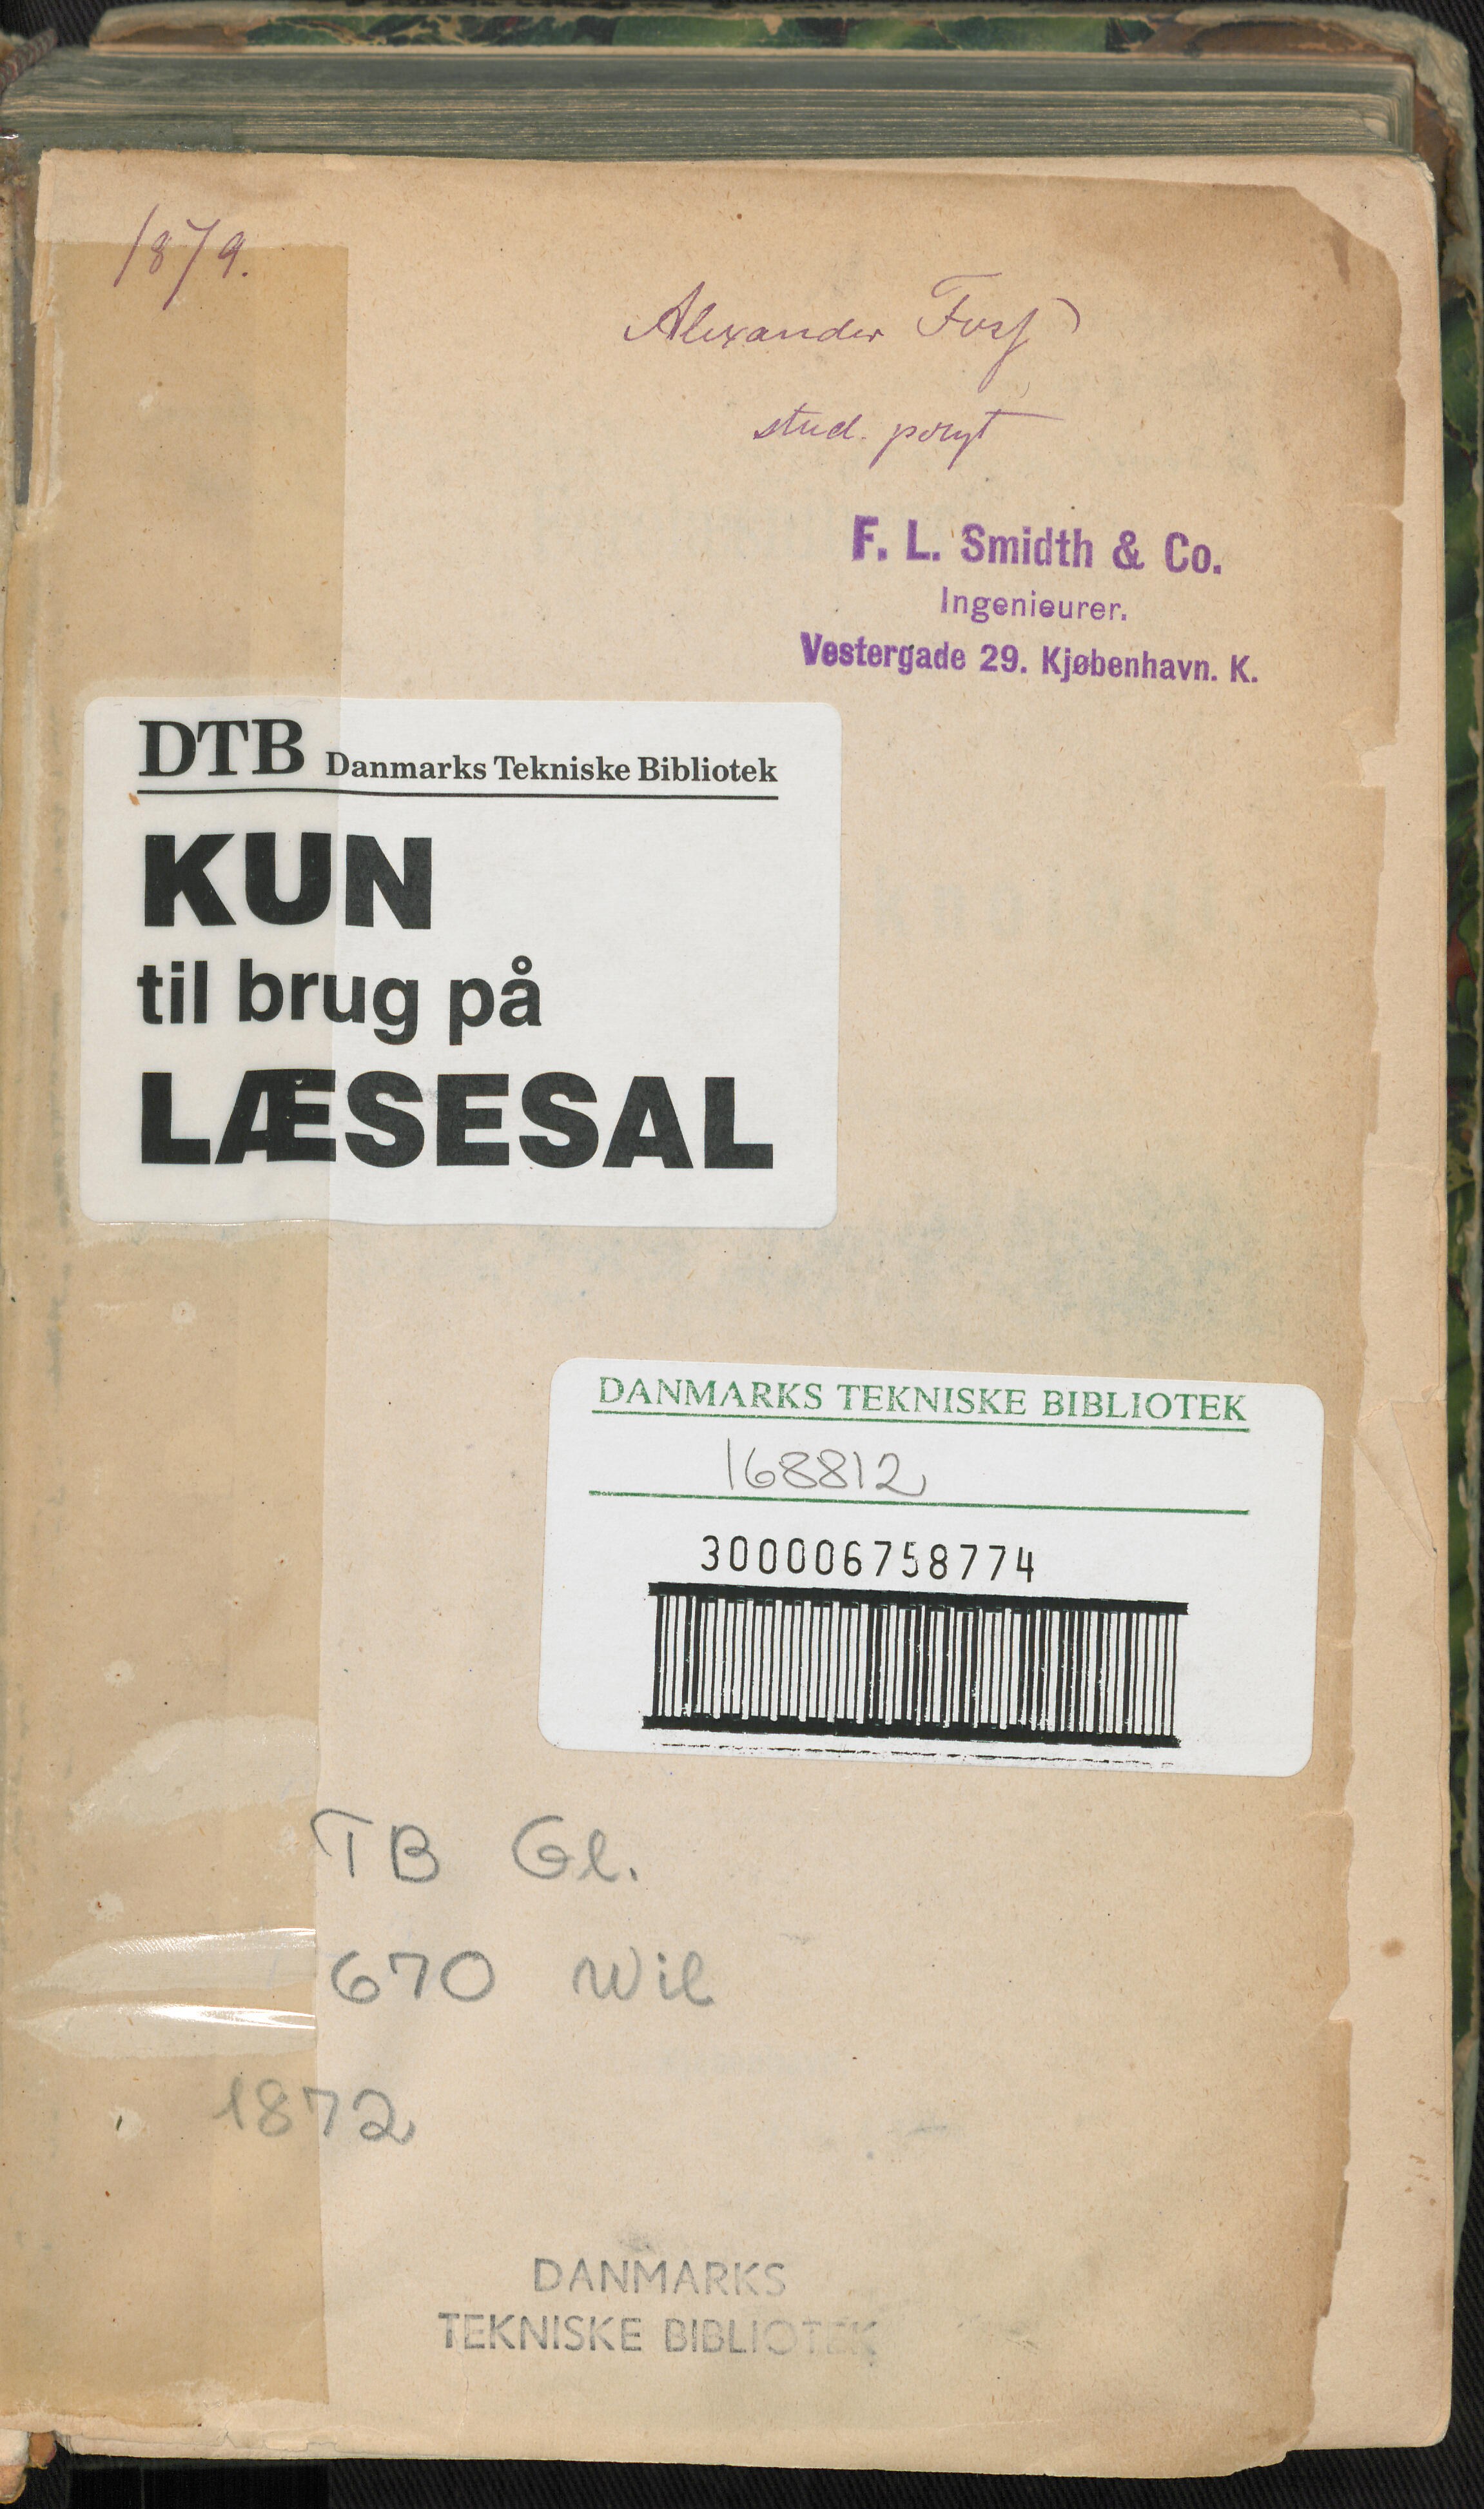 1879.
Alexander Foss
stud. polyt
F. L. Smidth & Co.
Ingenieurer.
Vestergade 29. Kjøbenhavn. K.
DTB Danmarks Tekniske Bibliotek
KUN
til brug på
LÆSESAL
DANMARKS TEKNISKE BIBLIOTEK
168812
300006758774
TB Gl.
670 Wil
1872
DANMARKS
TEKNISKE BIBLIOTEK